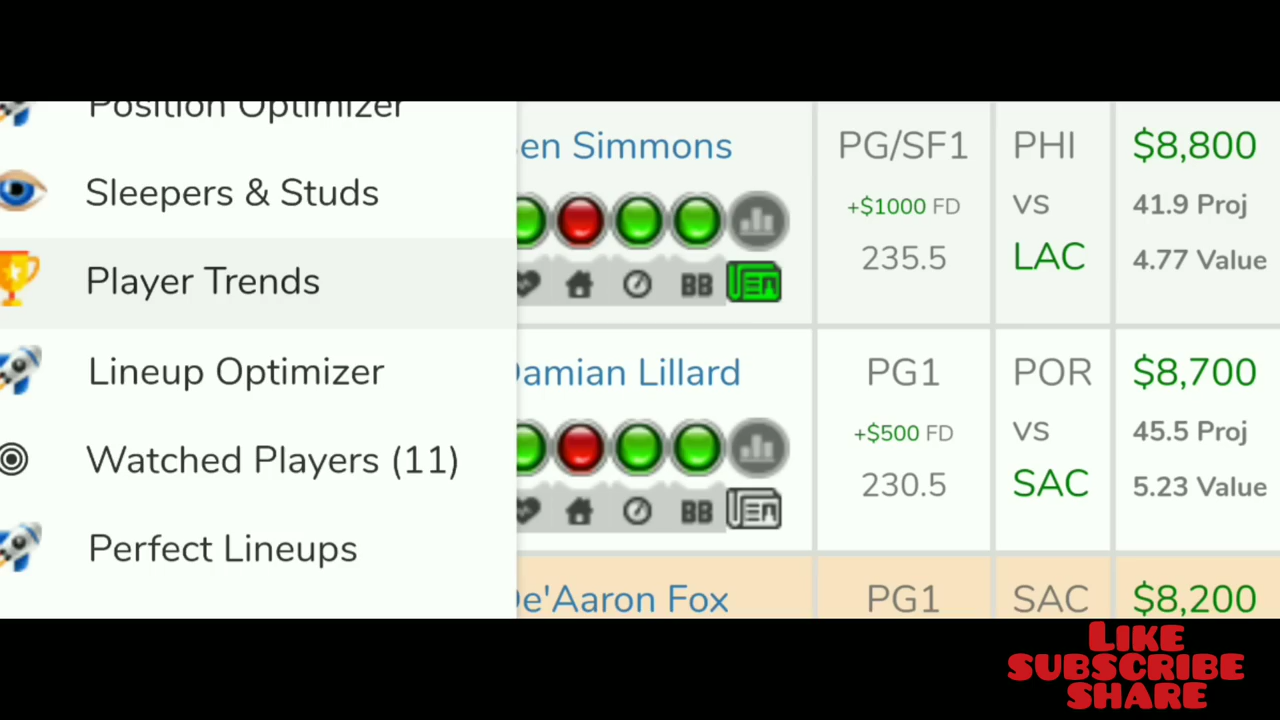 Position Optimizer
Sleepers & Studs
Player Trends
Lineup Optimizer
Watched Players (11)
Perfect Lineups
en Simmons PG/SF1 PHI $8,800
+$1000 FD VS 41.9 Proj
235.5 LAC 4.77 Value
BB
Damian Lillard PG1 POR $8,700
+$500 FD VS 45.5 Proj
230.5 SAC 5.23 Value
BB
De'Aaron Fox PG1 SAC $8,200
LIKE
SUBSCRIBE
SHARE